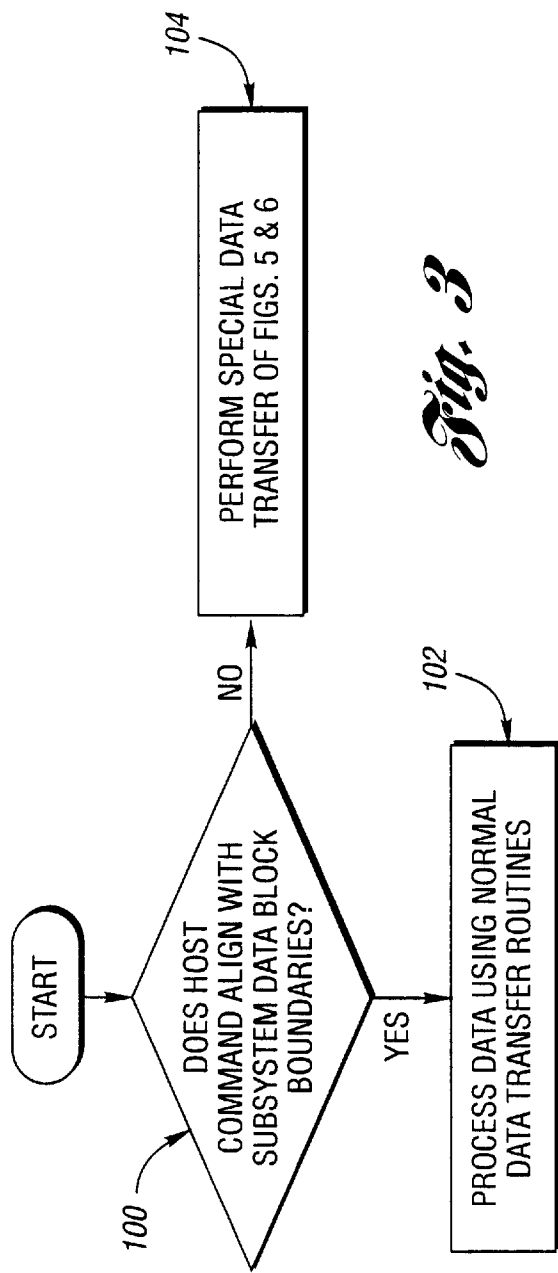 START
100
DOES HOST
COMMAND ALIGN WITH
SUBSYSTEM DATA BLOCK
BOUNDARIES?
NO
104
PERFORM SPECIAL DATA
TRANSFER OF FIGS. 5 & 6
YES
102
PROCESS DATA USING NORMAL
DATA TRANSFER ROUTINES
Fig. 3